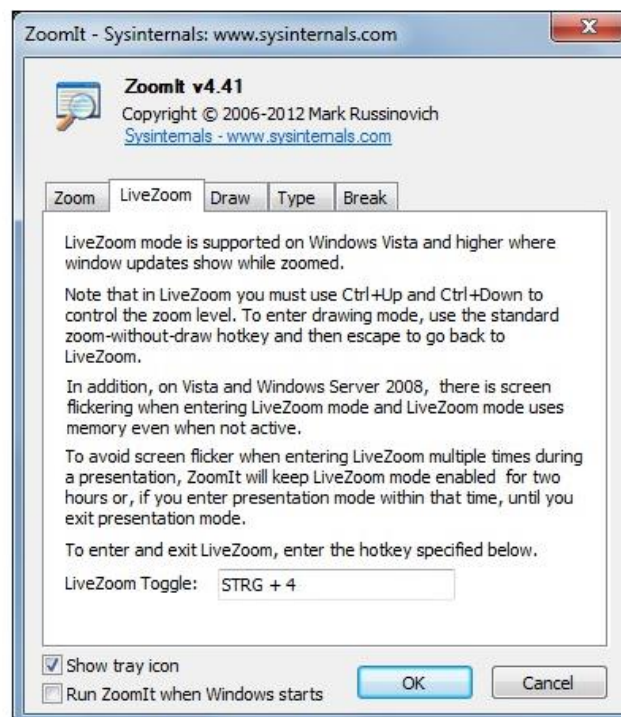 ZoomIt - Sysinternals: www.sysinternals.com
ZoomIt v4.41
Copyright © 2006-2012 Mark Russinovich
Sysinternals - www.sysinternals.com
Zoom LiveZoom Draw Type Break
LiveZoom mode is supported on Windows Vista and higher where
window updates show while zoomed.
Note that in LiveZoom you must use Ctrl+Up and Ctrl+Down to
control the zoom level. To enter drawing mode, use the standard
zoom-without-draw hotkey and then escape to go back to
LiveZoom.
In addition, on Vista and Windows Server 2008, there is screen
flickering when entering LiveZoom mode and LiveZoom mode uses
memory even when not active.
To avoid screen flicker when entering LiveZoom multiple times during
a presentation, ZoomIt will keep LiveZoom mode enabled for two
hours or, if you enter presentation mode within that time, until you
exit presentation mode.
To enter and exit LiveZoom, enter the hotkey specified below.
LiveZoom Toggle: STRG + 4
Show tray icon
Run ZoomIt when Windows starts
OK Cancel